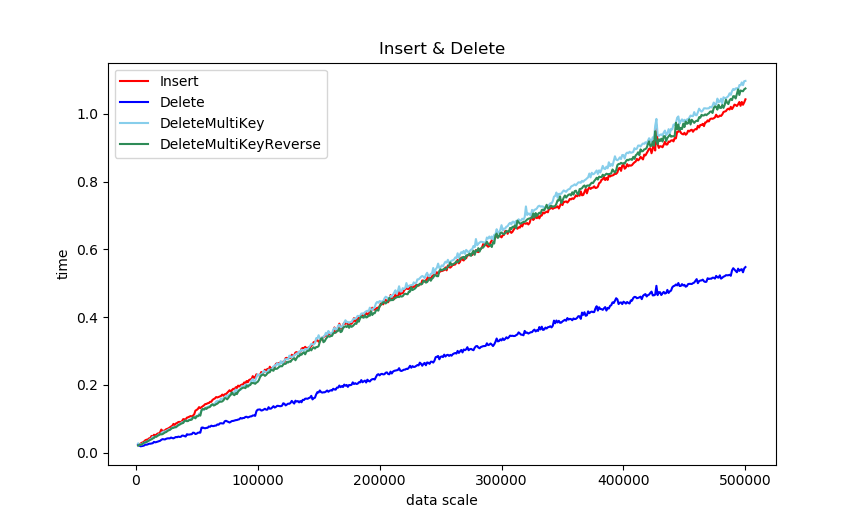 Insert & Delete
Insert
Delete
DeleteMultiKey
DeleteMultiKeyReverse
time
1.0
0.8
0.6
0.4
0.2
0.0
0 100000 200000 300000 400000 500000
data scale